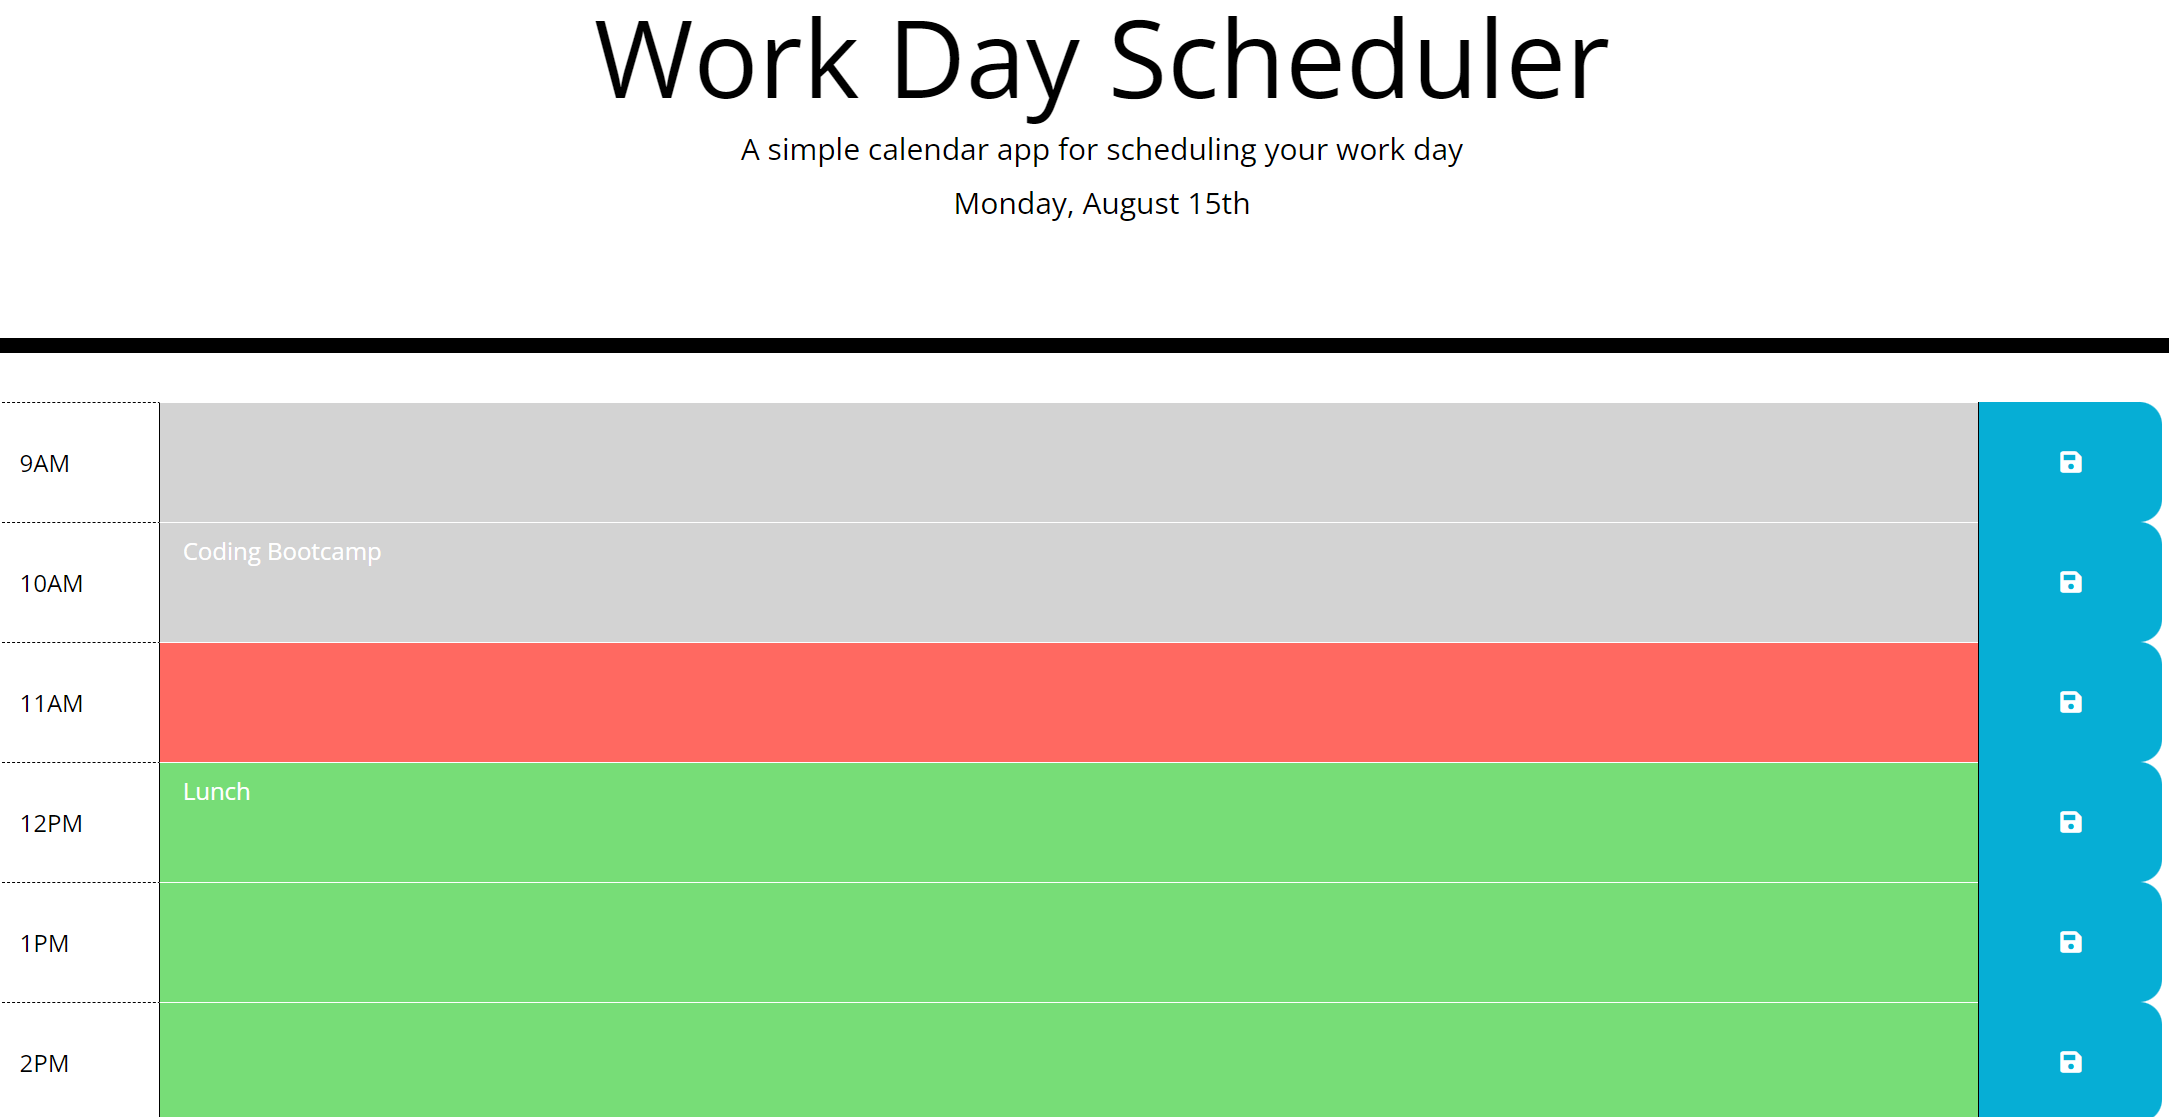 Work Day Scheduler
A simple calendar app for scheduling your work day
Monday, August 15th
9AM
10AM
Coding Bootcamp
11AM
12PM
Lunch
1PM
2PM